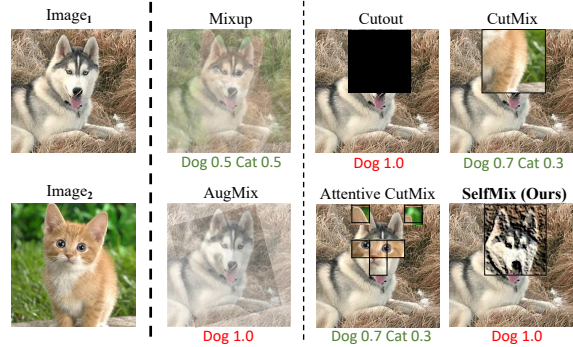 Image1
Mixup
Cutout
CutMix
Dog 0.5 Cat 0.5
Dog 1.0
Dog 0.7 Cat 0.3
Image2
AugMix
Attentive CutMix
SelfMix (Ours)
Dog 1.0
Dog 0.7 Cat 0.3
Dog 1.0